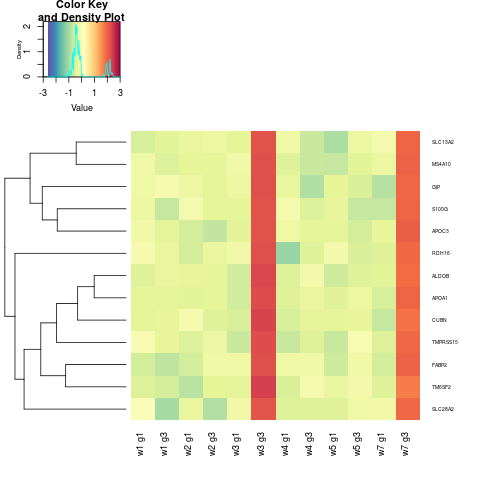 Color Key
and Density Plot
Density
0 1 2
-3 -1 1 3
Value
SLC13A2
MS4A10
GIP
S100G
APOC3
RDH16
ALDOB
APOA1
CUBN
TMPRSS15
FABP2
TM6SF2
SLC28A2
w1 g1
w1 g3
w2 g1
w2 g3
w3 g1
w3 g3
w4 g1
w4 g3
w5 g1
w5 g3
w7 g1
w7 g3